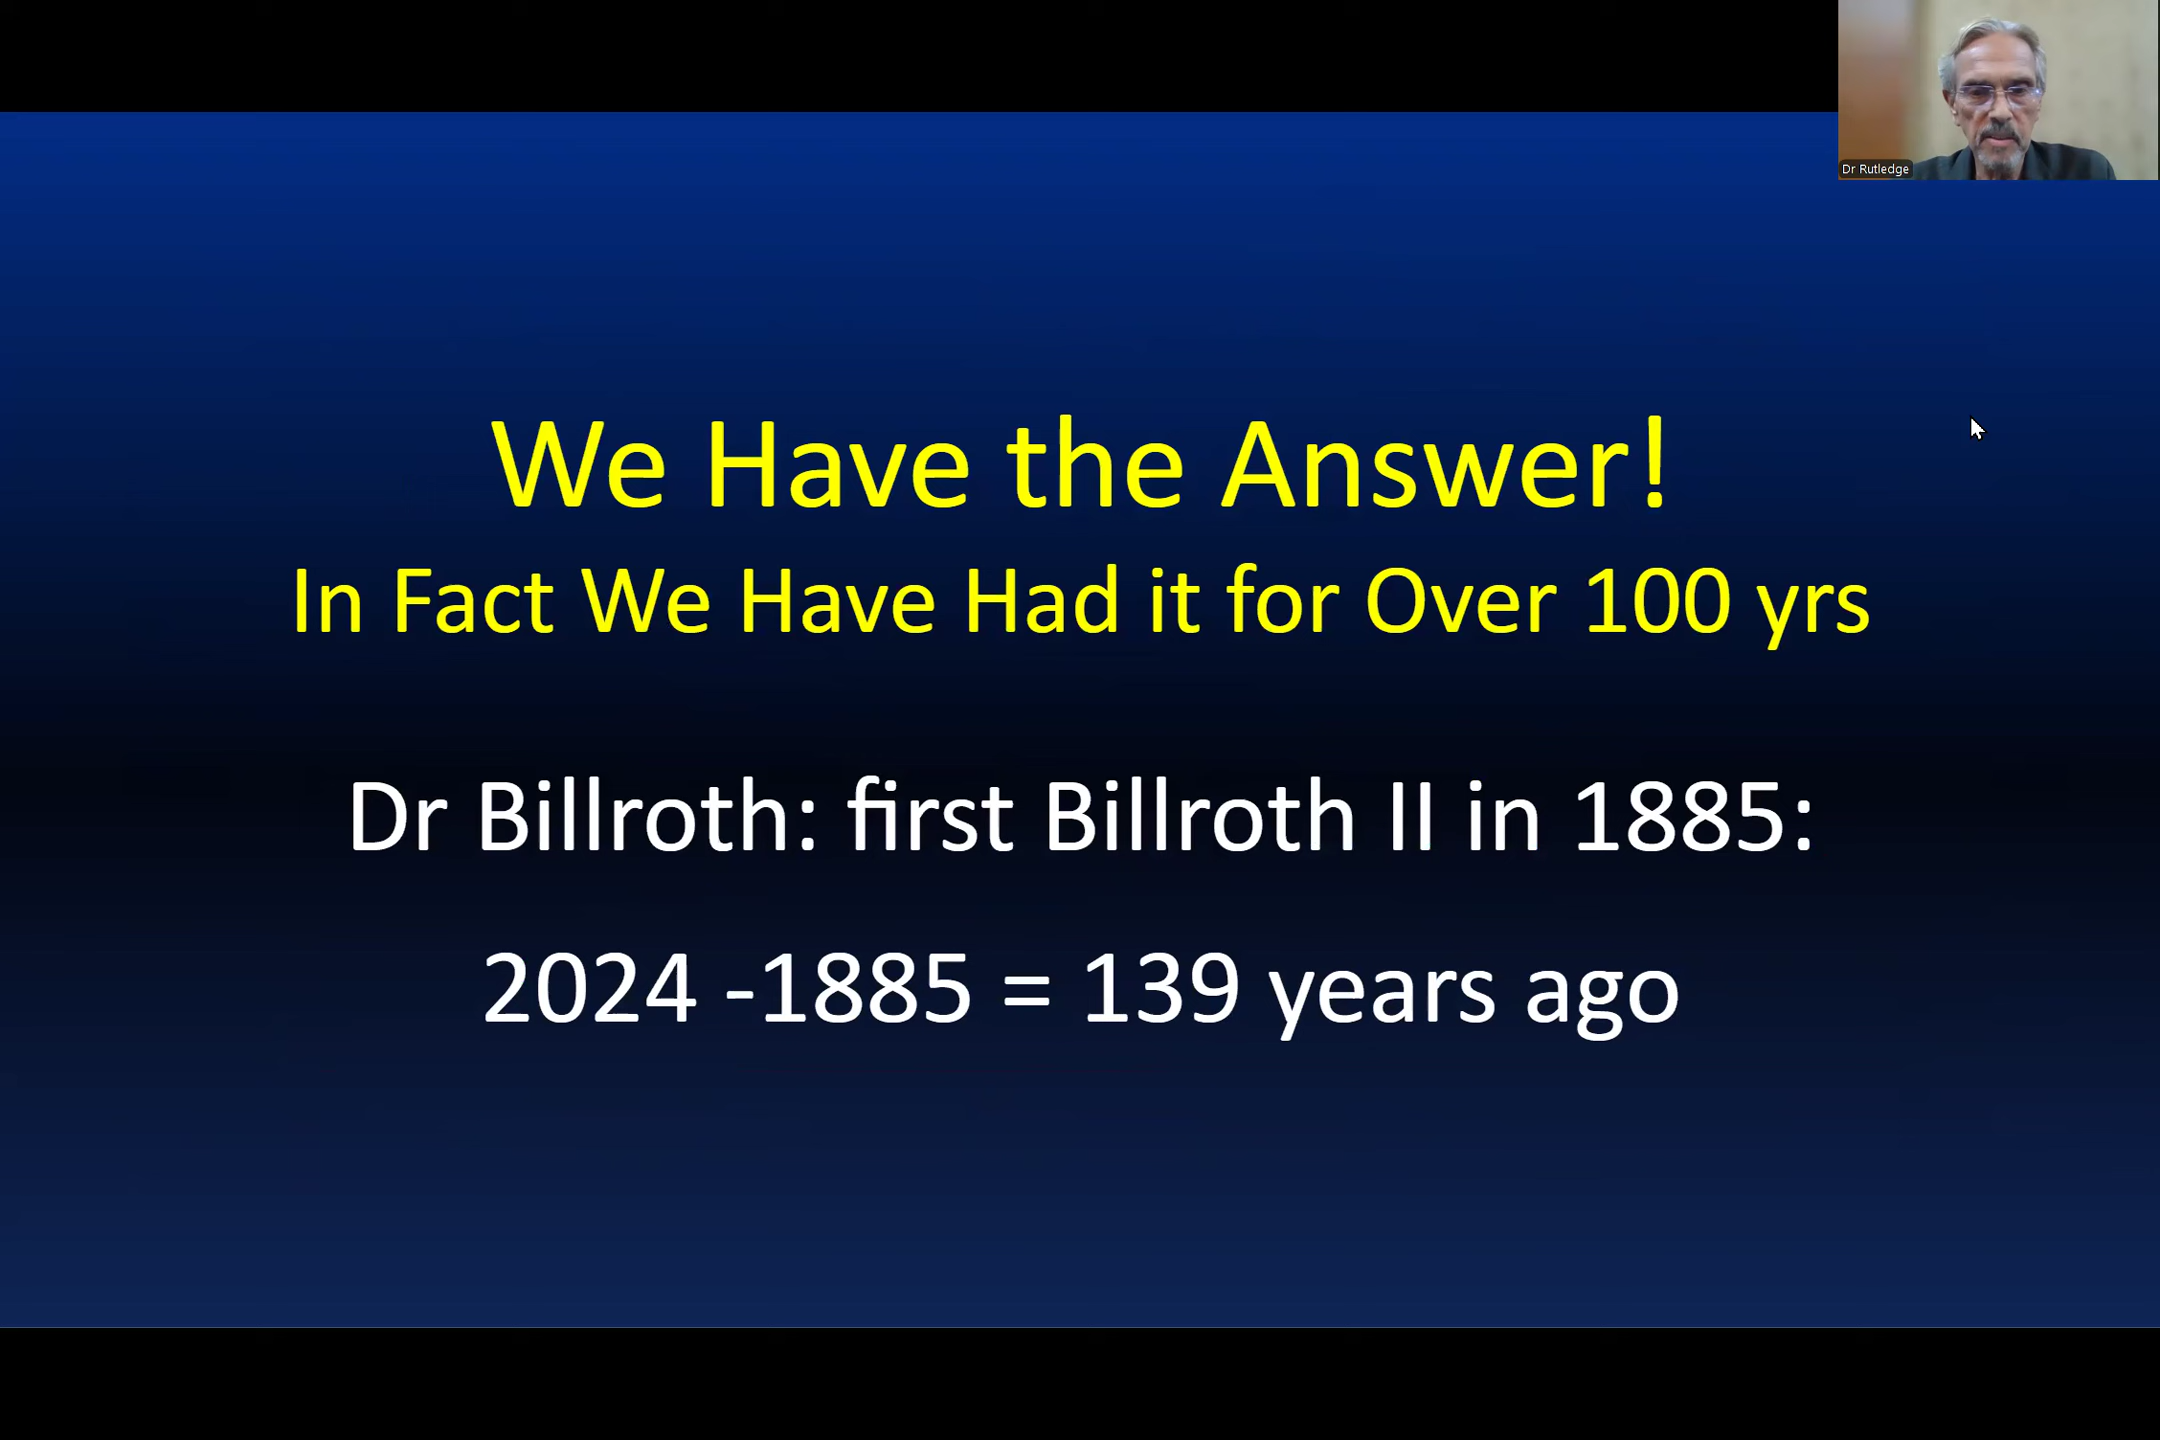 Dr Rutledge
We Have the Answer!
In Fact We Have Had it for Over 100 yrs
Dr Billroth: first Billroth II in 1885:
2024 -1885 = 139 years ago